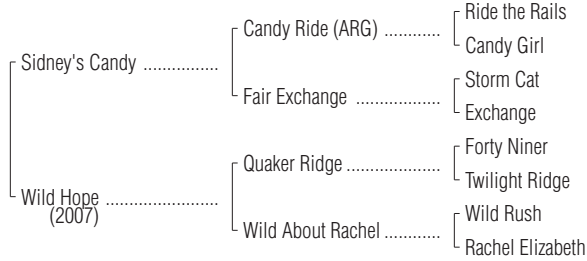 Ride the Rails
Candy Ride (ARG) ............
Candy Girl
Sidney's Candy ................
Storm Cat
Fair Exchange ..................
Exchange
Forty Niner
Quaker Ridge ....................
Twilight Ridge
Wild Hope ........................
(2007)
Wild Rush
Wild About Rachel ............
Rachel Elizabeth